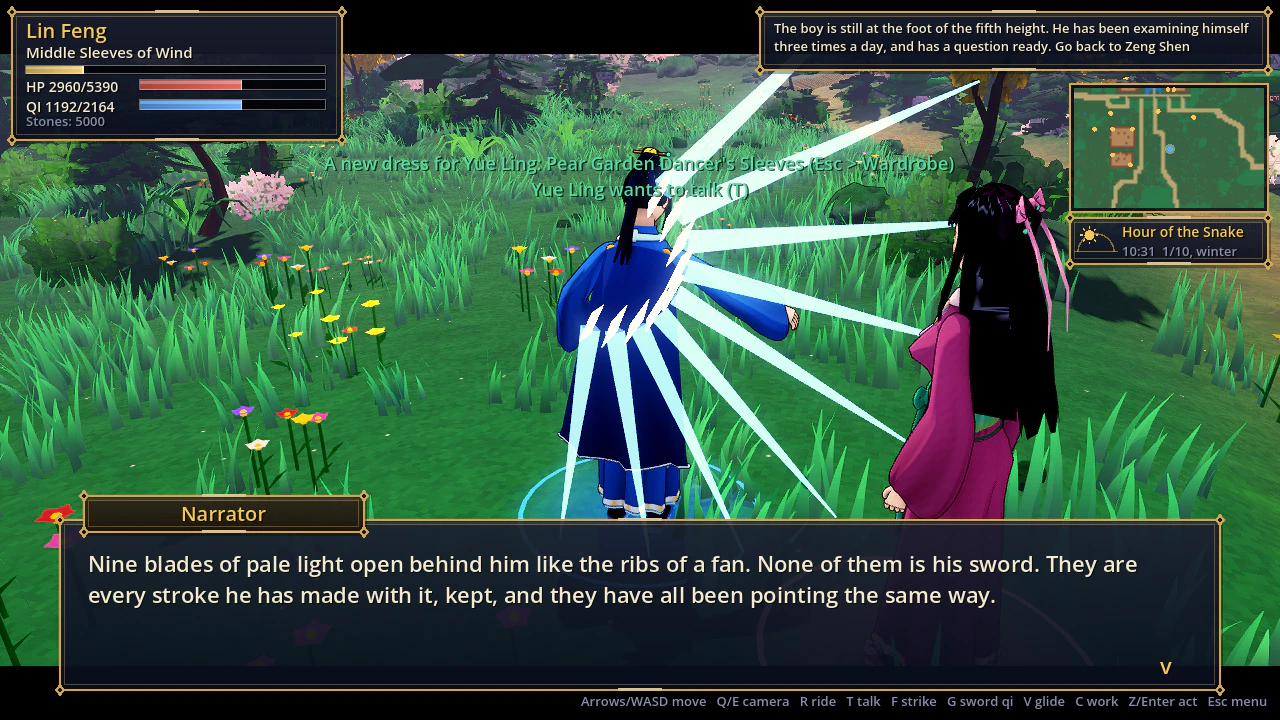 Lin Feng
Middle Sleeves of Wind
HP 2960/5390
QI 1192/2164
Stones: 5000
The boy is still at the foot of the fifth height. He has been examining himself
three times a day, and has a question ready. Go back to Zeng Shen
A new dress for Yue Ling: Pear Garden Dancer's Sleeves (Esc > Wardrobe)
Yue Ling wants to talk (T)
Hour of the Snake
10:31 1/10, winter
Narrator
Nine blades of pale light open behind him like the ribs of a fan. None of them is his sword. They are
every stroke he has made with it, kept, and they have all been pointing the same way.
V
Arrows/WASD move Q/E camera R ride T talk F strike G sword qi V glide C work Z/Enter act Esc menu